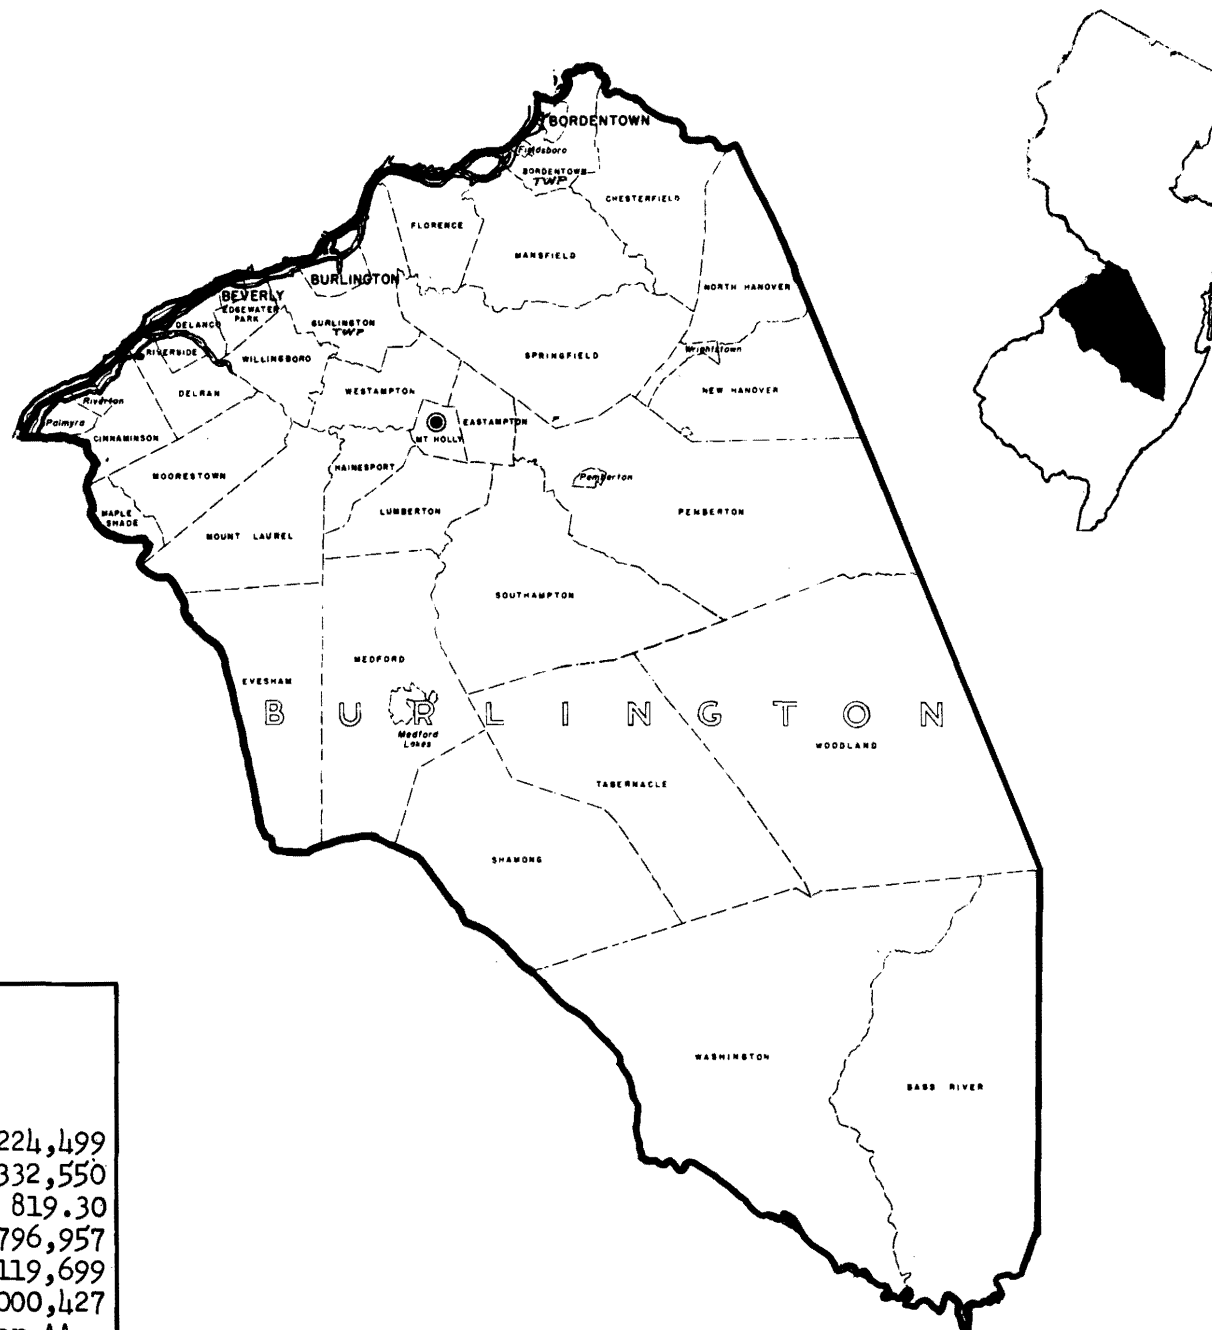 BORDENTOWN
Fieldsboro
BORDENTOWN
TWP
CHESTERFIELD
FLORENCE
MANSFIELD
BURLINGTON
NORTH HANOVER
BEVERLY
EDGEWATER
PARK
DELANCO
BURLINGTON
TWP
RIVERSIDE
WILLINGBORO
SPRINGFIELD
Wrightstown
DELRAN
WESTAMPTON
NEW HANOVER
Riverton
Palmyra
CINNAMINSON
MT HOLLY
EASTAMPTON
MOORESTOWN
HAINESPORT
Pemberton
MAPLE
SHADE
LUMBERTON
PEMBERTON
MOUNT LAUREL
SOUTHAMPTON
MEDFORD
EVESHAM
BURLINGTON
Medford
Lakes
WOODLAND
TABERNACLE
SHAMONG
WASHINGTON
BASS RIVER
224,499
332,550
819.30
796,957
119,699
000,427